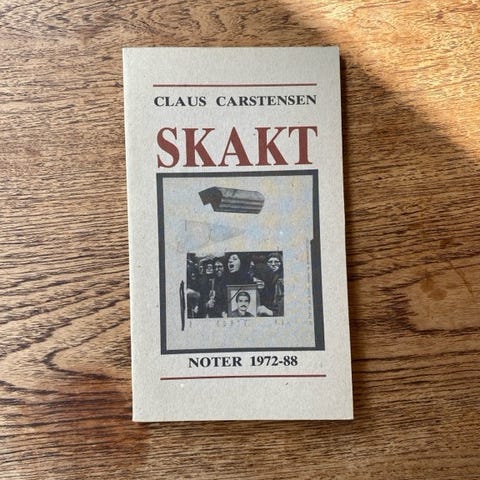 CLAUS CARSTENSEN
SKAKT
NOTER 1972-88